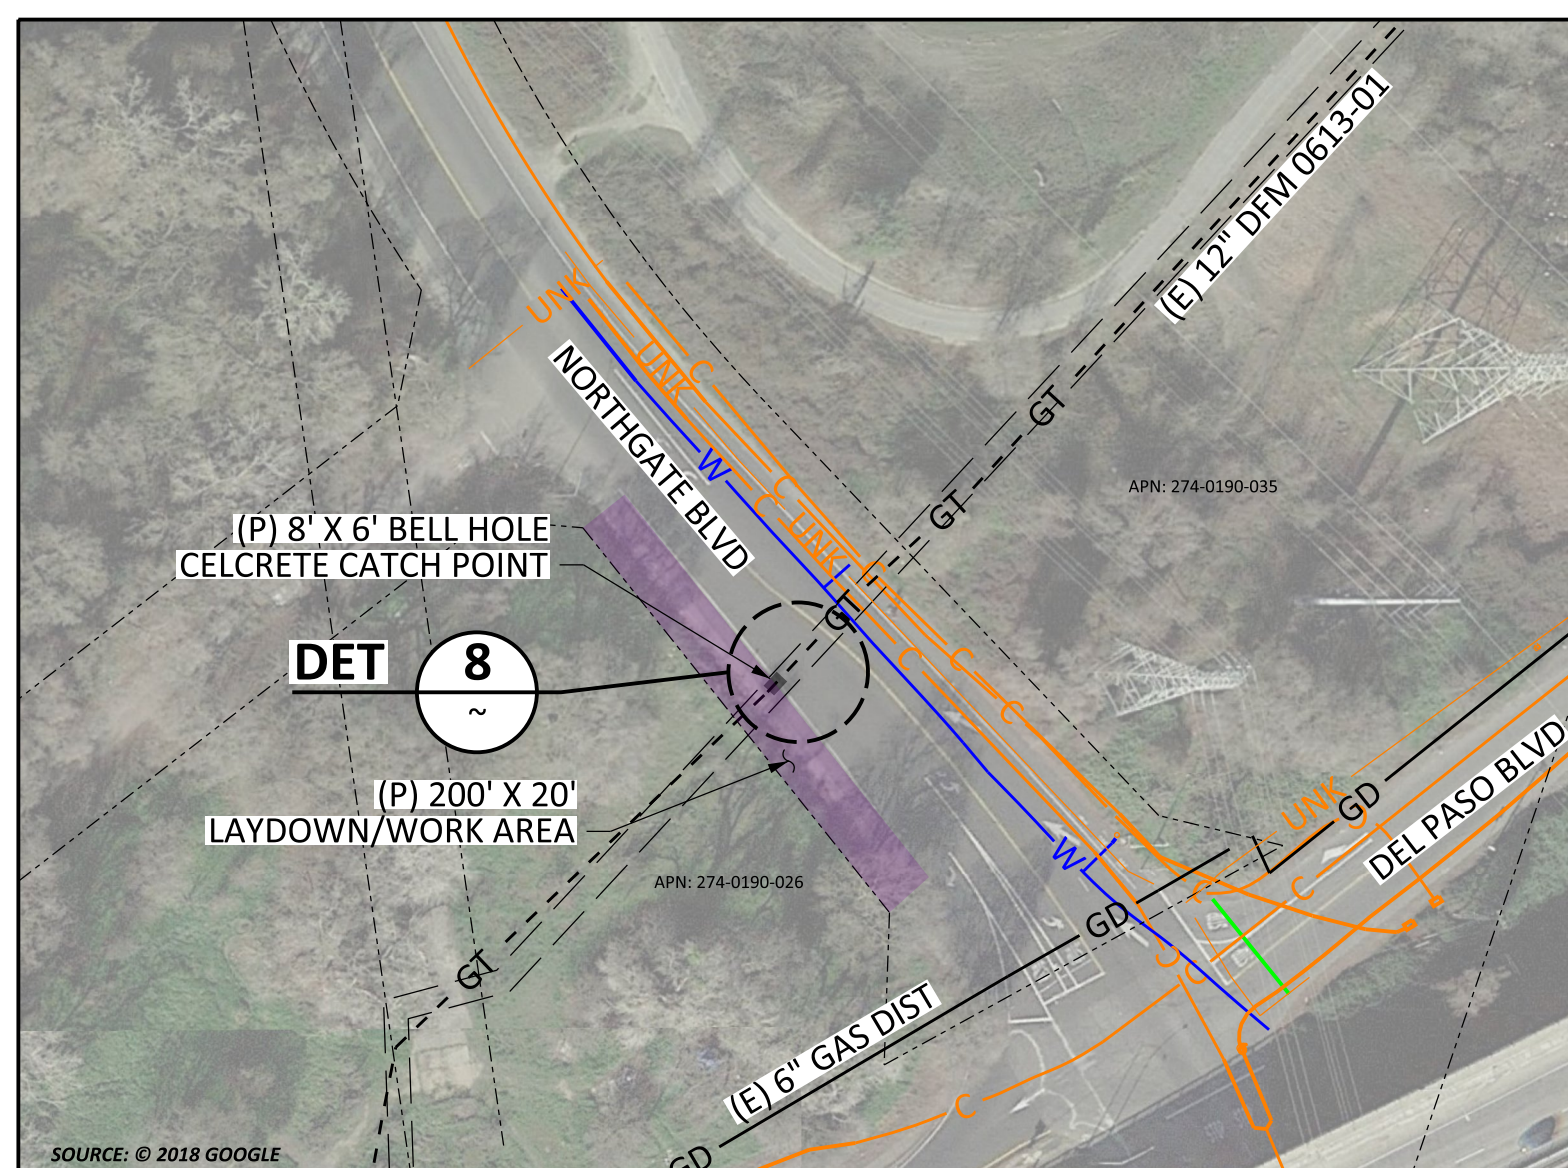 (E) 12" DFM 0613-01
UNK
C
UNK
NORTHGATE BLVD
GT
W
C
C
UNK
GT
APN: 274-0190-035
(P) 8' X 6' BELL HOLE
CELCRETE CATCH POINT
GT
C
C
C
DET
8
~
(P) 200' X 20'
LAYDOWN/WORK AREA
UNK
GD
DEL PASO BLVD
W
APN: 274-0190-026
C
C
GD
C
C
GT
(E) 6" GAS DIST
C
GD
SOURCE: © 2018 GOOGLE